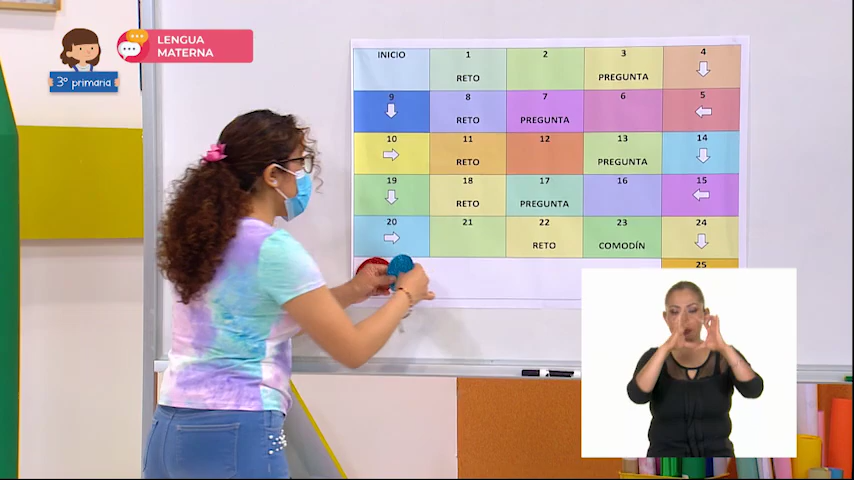 LENGUA
MATERNA
3° primaria
INICIO 1 2 3 4
RETO PREGUNTA
9 8 7 6 5
RETO PREGUNTA
10 11 12 13 14
RETO PREGUNTA
19 18 17 16 15
RETO PREGUNTA
20 21 22 23 24
RETO COMODÍN
25